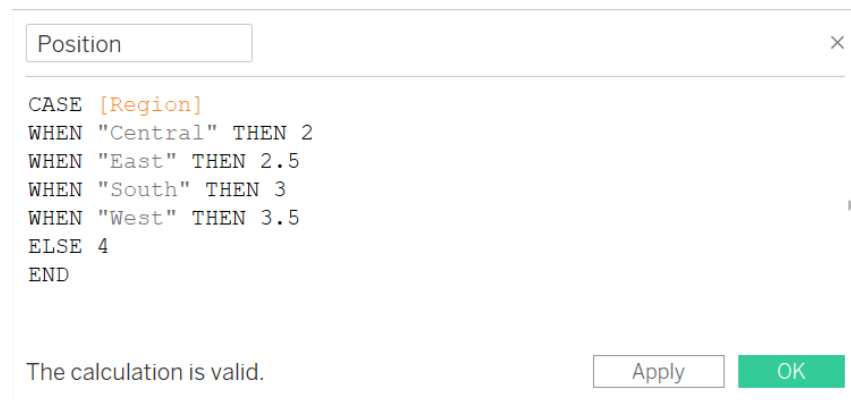 Position
CASE [Region]
WHEN "Central" THEN 2
WHEN "East" THEN 2.5
WHEN "South" THEN 3
WHEN "West" THEN 3.5
ELSE 4
END
The calculation is valid.
Apply
OK